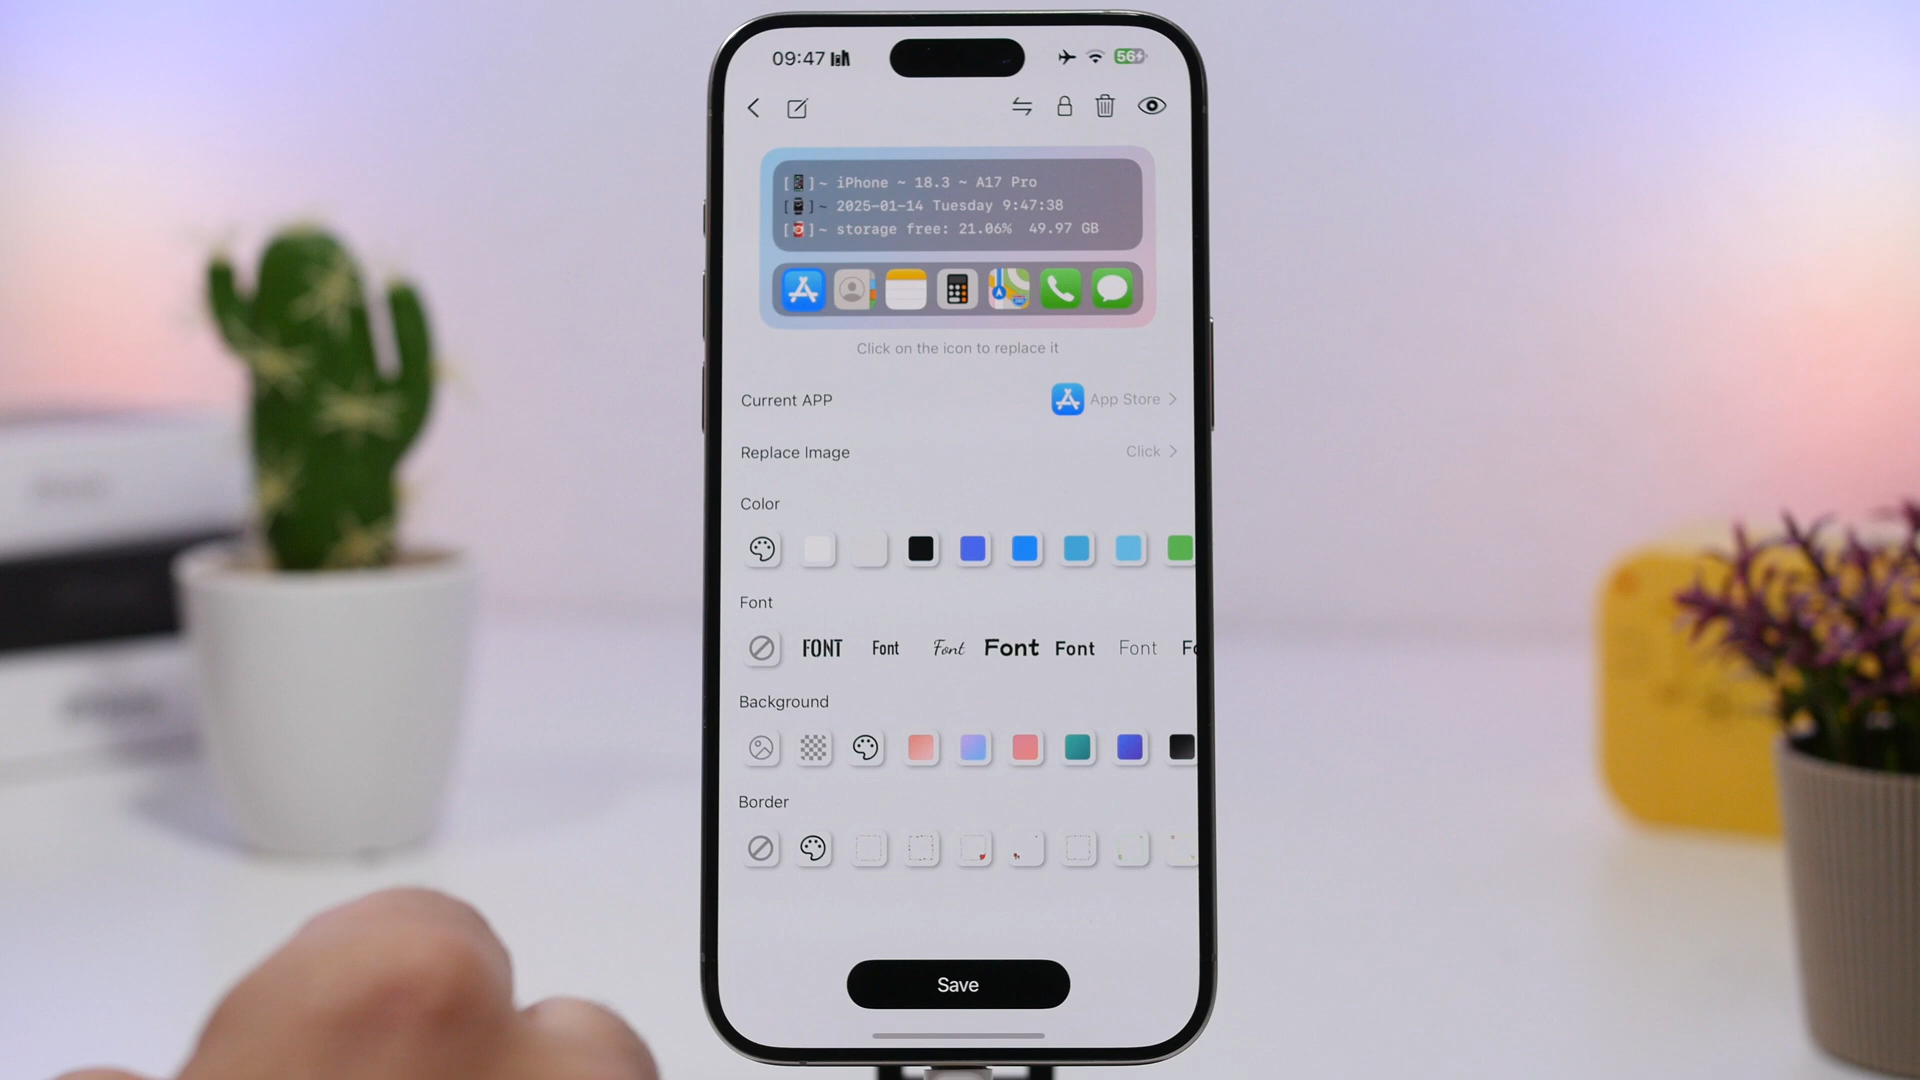 09:47
56
[ ]~ iPhone ~ 18.3 ~ A17 Pro
[ ]~ 2025-01-14 Tuesday 9:47:38
[ ]~ storage free: 21.06% 49.97 GB
Click on the icon to replace it
Current APP
App Store
Replace Image
Click
Color
Font
FONT Font Font Font Font Font Fo
Background
Border
Save